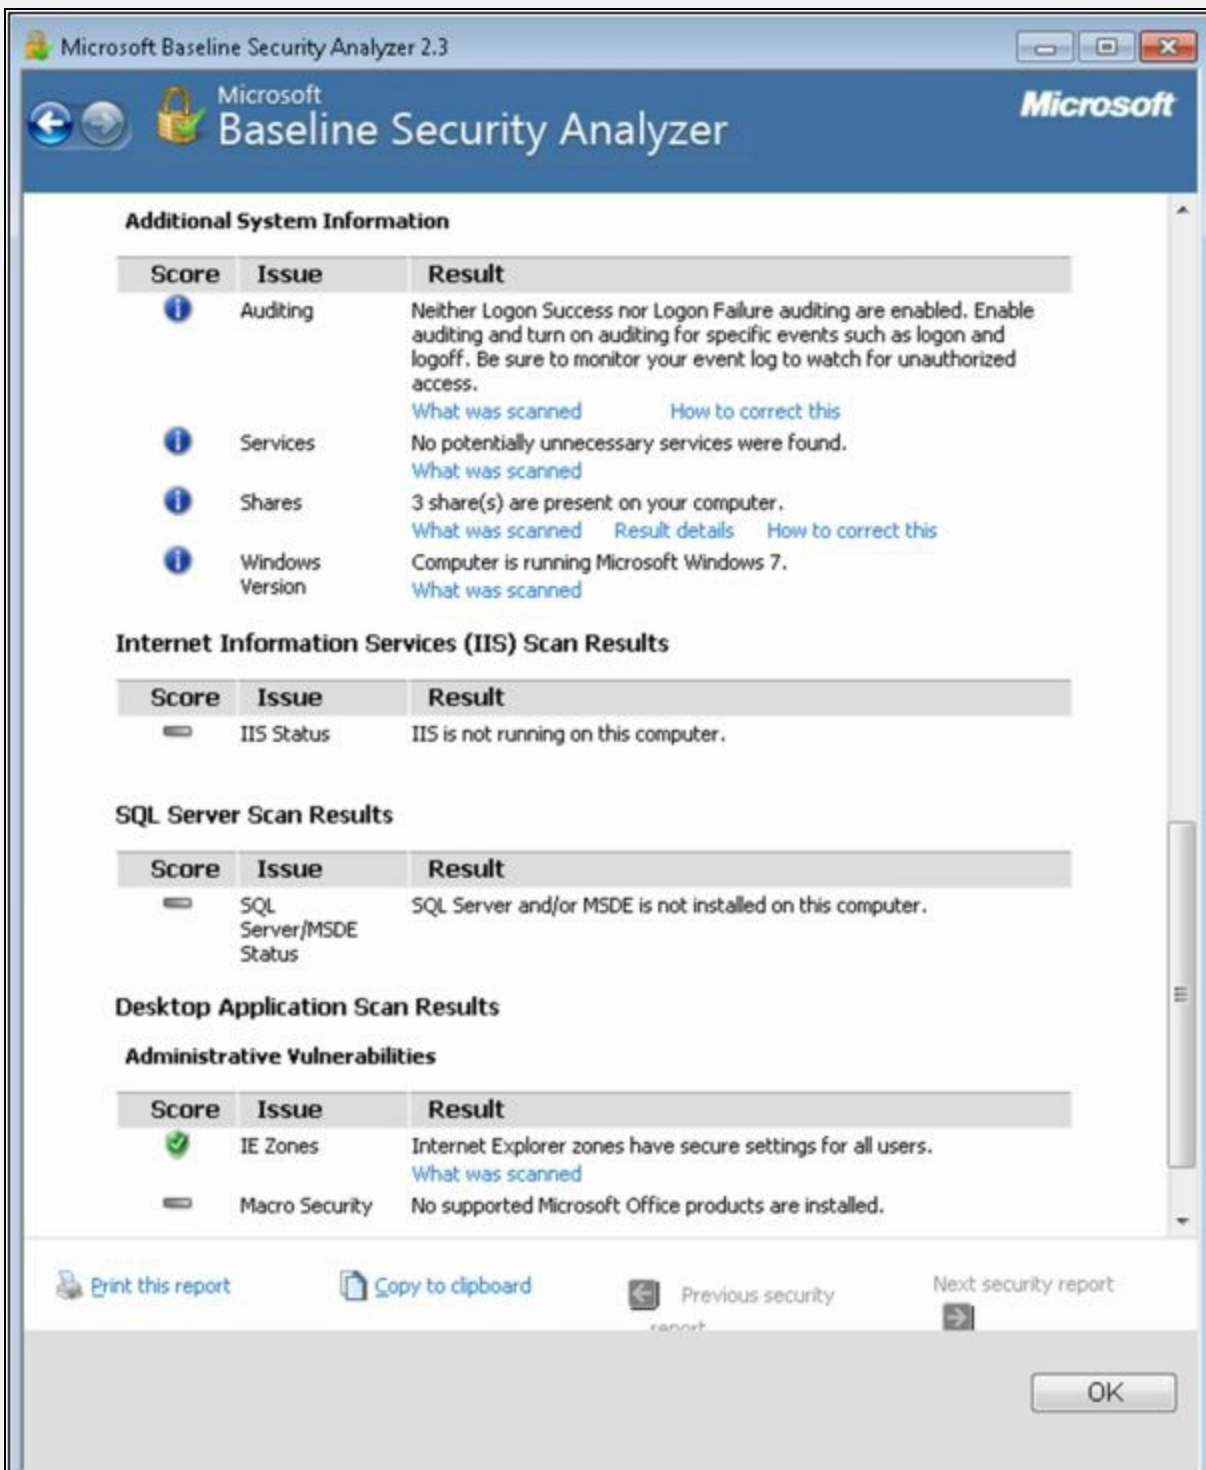 Microsoft Baseline Security Analyzer 2.3
Microsoft
Baseline Security Analyzer
Microsoft
Additional System Information
Score Issue Result
Auditing Neither Logon Success nor Logon Failure auditing are enabled. Enable
auditing and turn on auditing for specific events such as logon and
logoff. Be sure to monitor your event log to watch for unauthorized
access.
What was scanned How to correct this
Services No potentially unnecessary services were found.
What was scanned
Shares 3 share(s) are present on your computer.
What was scanned Result details How to correct this
Windows Computer is running Microsoft Windows 7.
Version What was scanned
Internet Information Services (IIS) Scan Results
Score Issue Result
IIS Status IIS is not running on this computer.
SQL Server Scan Results
Score Issue Result
SQL SQL Server and/or MSDE is not installed on this computer.
Server/MSDE
Status
Desktop Application Scan Results
Administrative Vulnerabilities
Score Issue Result
IE Zones Internet Explorer zones have secure settings for all users.
What was scanned
Macro Security No supported Microsoft Office products are installed.
Print this report Copy to clipboard Previous security Next security report
report
OK